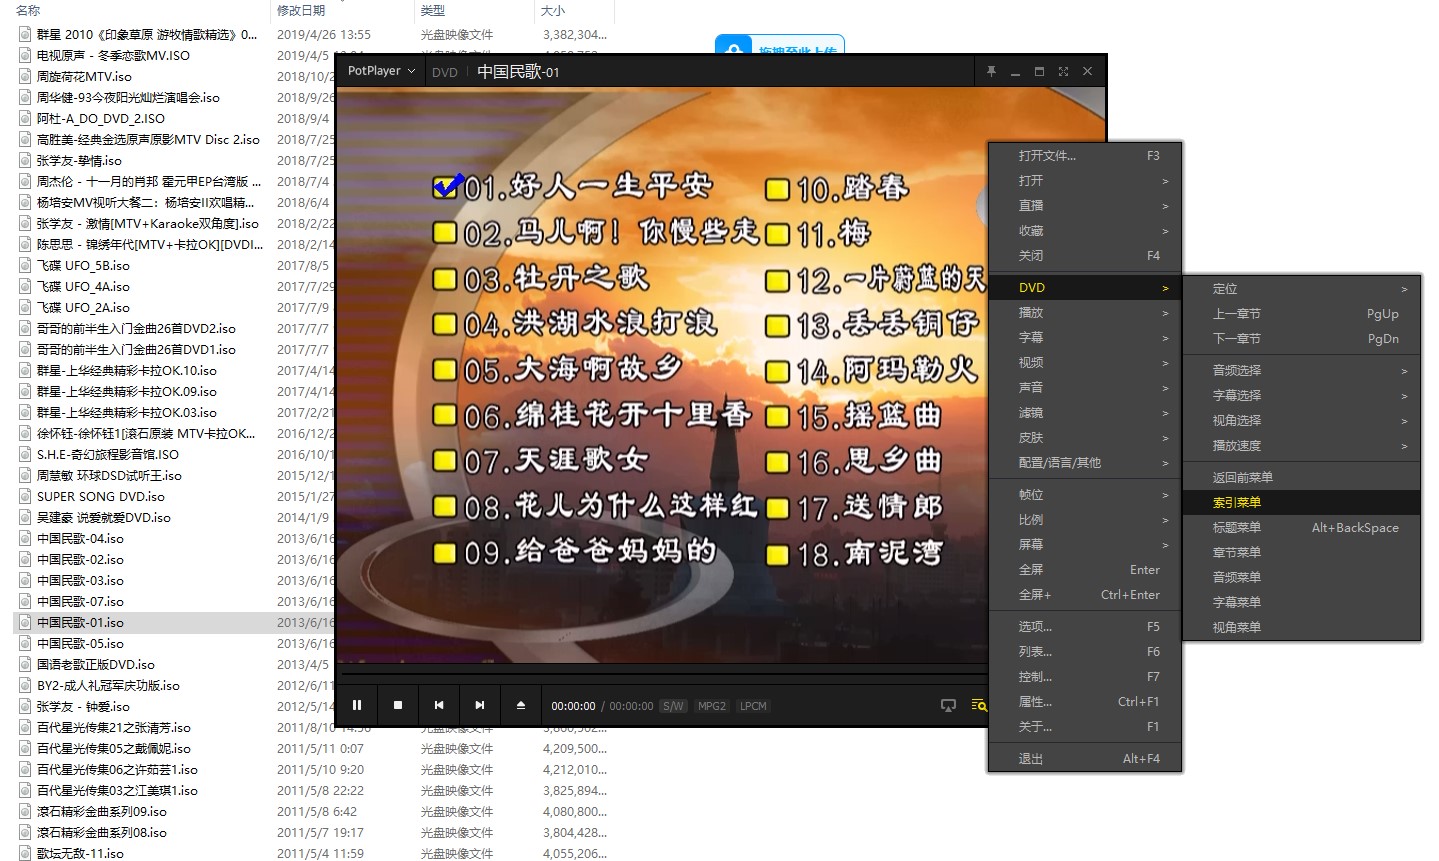 名称 修改日期 类型 大小
群星 2010《印象草原 游牧情歌精选》0... 2019/4/26 13:55 光盘映像文件 3,382,304...
电视原声 - 冬季恋歌MV.ISO 2019/4/5
周旋荷花MTV.iso 2018/10/2
周华健-93今夜阳光灿烂演唱会.iso 2018/9/26
阿杜-A_DO_DVD_2.ISO 2018/9/4
高胜美-经典金选原声原影MTV Disc 2.iso 2018/7/25
张学友-挚情.iso 2018/7/25
周杰伦 - 十一月的肖邦 霍元甲EP台湾版 ... 2018/7/4
杨培安MV视听大餐二：杨培安II欢唱精... 2018/6/4
张学友 - 激情[MTV+Karaoke双角度].iso 2018/2/22
陈思思 - 锦绣年代[MTV+卡拉OK][DVDI... 2018/2/14
飞碟 UFO_5B.iso 2017/8/5
飞碟 UFO_4A.iso 2017/7/29
飞碟 UFO_2A.iso 2017/7/9
哥哥的前半生入门金曲26首DVD2.iso 2017/7/7
哥哥的前半生入门金曲26首DVD1.iso 2017/7/7
群星-上华经典精彩卡拉OK.10.iso 2017/4/14
群星-上华经典精彩卡拉OK.09.iso 2017/4/14
群星-上华经典精彩卡拉OK.03.iso 2017/2/21
徐怀钰-徐怀钰1[滚石原装 MTV卡拉OK... 2016/12/2
S.H.E-奇幻旅程影音馆.ISO 2016/10/1
周慧敏 环球DSD试听王.iso 2015/12/1
SUPER SONG DVD.iso 2015/1/27
吴建豪 说爱就爱DVD.iso 2014/1/9
中国民歌-04.iso 2013/6/16
中国民歌-02.iso 2013/6/16
中国民歌-03.iso 2013/6/16
中国民歌-07.iso 2013/6/16
中国民歌-01.iso 2013/6/16
中国民歌-05.iso 2013/6/16
国语老歌正版DVD.iso 2013/4/5
BY2-成人礼冠军庆功版.iso 2012/6/11
张学友 - 钟爱.iso 2012/5/14
百代星光传集21之张清芳.iso 2011/8/10 14:56 光盘映像文件
百代星光传集05之戴佩妮.iso 2011/5/11 0:07 光盘映像文件 4,209,500...
百代星光传集06之许茹芸1.iso 2011/5/10 9:20 光盘映像文件 4,212,010...
百代星光传集03之江美琪1.iso 2011/5/8 22:22 光盘映像文件 3,825,894...
滚石精彩金曲系列09.iso 2011/5/8 6:42 光盘映像文件 4,080,800...
滚石精彩金曲系列08.iso 2011/5/7 19:17 光盘映像文件 3,804,428...
歌坛无敌-11.iso 2011/5/4 11:59 光盘映像文件 4,055,206...
拖拽至此上传
PotPlayer DVD 中国民歌-01
01.好人一生平安
02.马儿啊！你慢些走
03.牡丹之歌
04.洪湖水浪打浪
05.大海啊故乡
06.绵桂花开十里香
07.天涯歌女
08.花儿为什么这样红
09.给爸爸妈妈的
10.踏春
11.梅
12.一片蔚蓝的天
13.丢丢铜仔
14.阿玛勒火
15.摇篮曲
16.思乡曲
17.送情郎
18.南泥湾
00:00:00 / 00:00:00 S/W MPG2 LPCM
打开文件... F3
打开 >
直播 >
收藏 >
关闭 F4
DVD >
播放 >
字幕 >
视频 >
声音 >
滤镜 >
皮肤 >
配置/语言/其他 >
帧位 >
比例 >
屏幕 >
全屏 Enter
全屏+ Ctrl+Enter
选项... F5
列表... F6
控制... F7
属性... Ctrl+F1
关于... F1
退出 Alt+F4
定位 >
上一章节 PgUp
下一章节 PgDn
音频选择 >
字幕选择 >
视角选择 >
播放速度 >
返回前菜单
索引菜单
标题菜单 Alt+BackSpace
章节菜单
音频菜单
字幕菜单
视角菜单